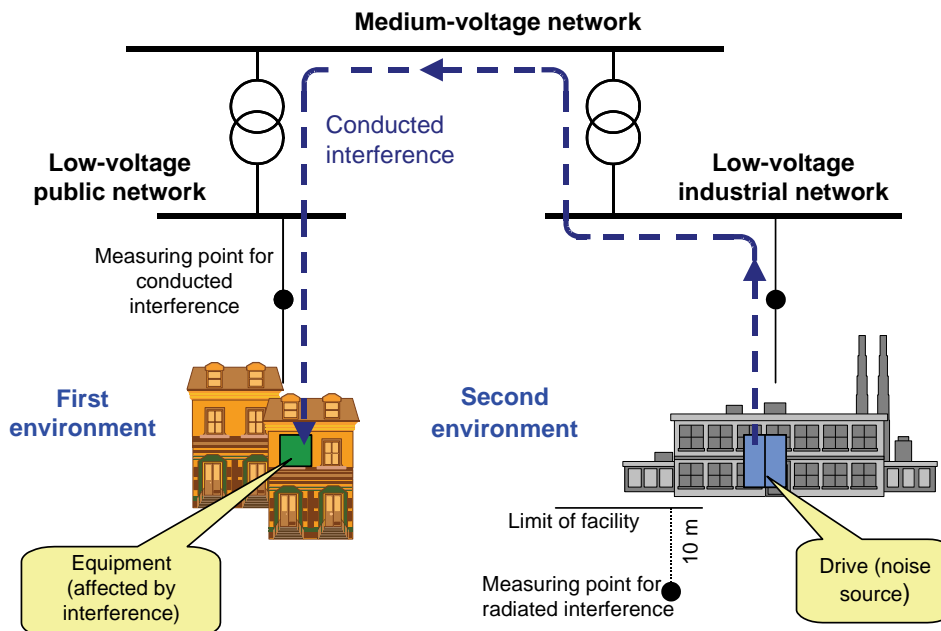 Medium-voltage network
Conducted
interference
Low-voltage
public network
Low-voltage
industrial network
Measuring point for
conducted
interference
First
environment
Second
environment
Limit of facility
10 m
Equipment
(affected by
interference)
Measuring point for
radiated interference
Drive (noise
source)